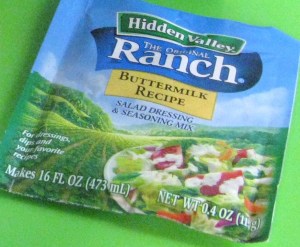 Hidden Valley
THE ORIGINAL
Ranch
BUTTERMILK
RECIPE
SALAD DRESSING
& SEASONING MIX
For dressings,
dips and
your favorite
recipes
Makes 16 FL OZ (473 mL)
NET WT 0.4 OZ